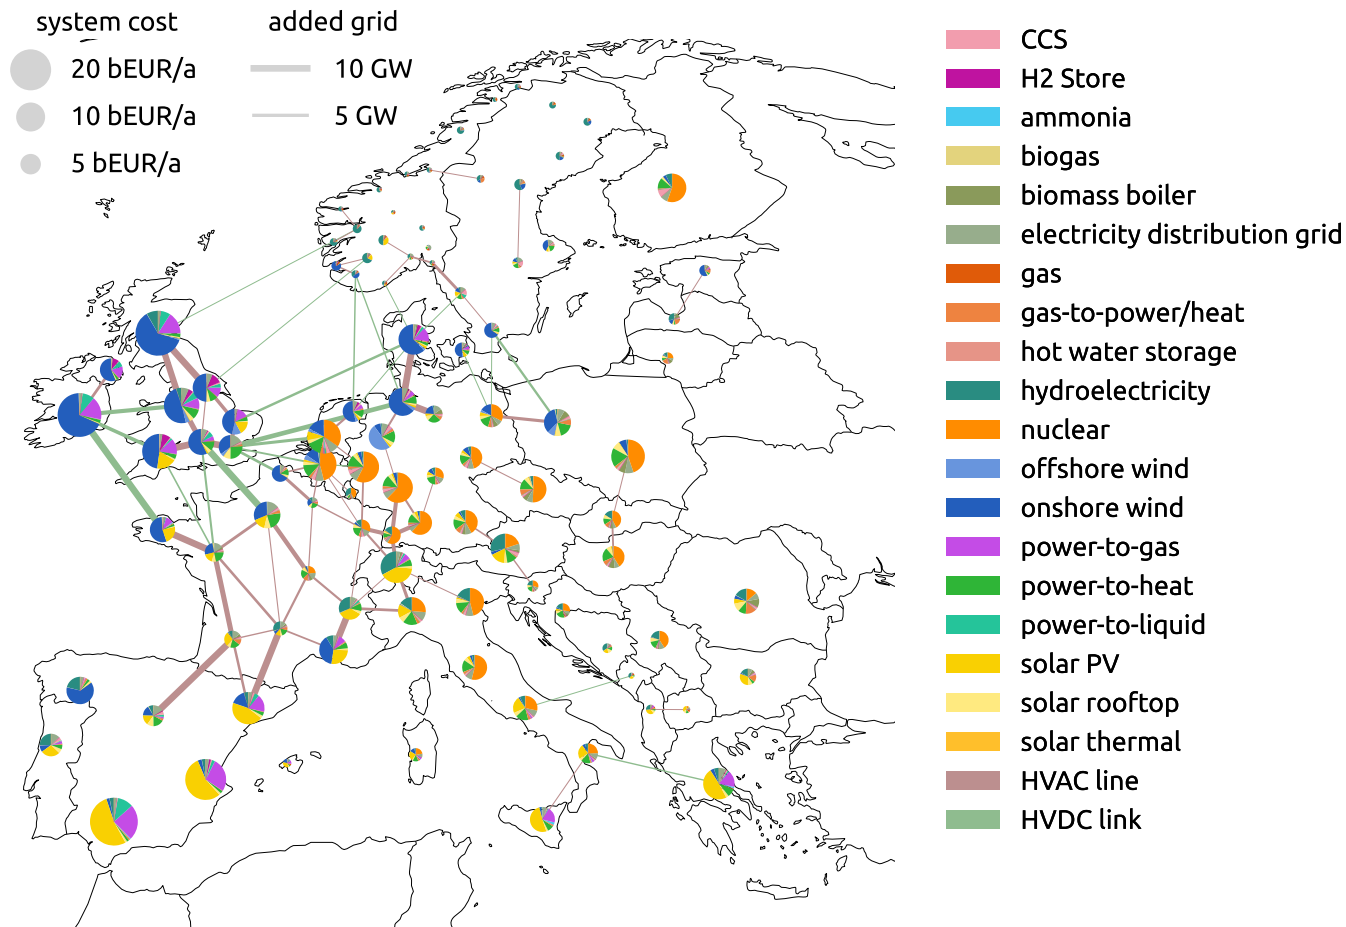 system cost
20 bEUR/a
10 bEUR/a
5 bEUR/a
added grid
10 GW
5 GW
CCS
H2 Store
ammonia
biogas
biomass boiler
electricity distribution grid
gas
gas-to-power/heat
hot water storage
hydroelectricity
nuclear
offshore wind
onshore wind
power-to-gas
power-to-heat
power-to-liquid
solar PV
solar rooftop
solar thermal
HVAC line
HVDC link